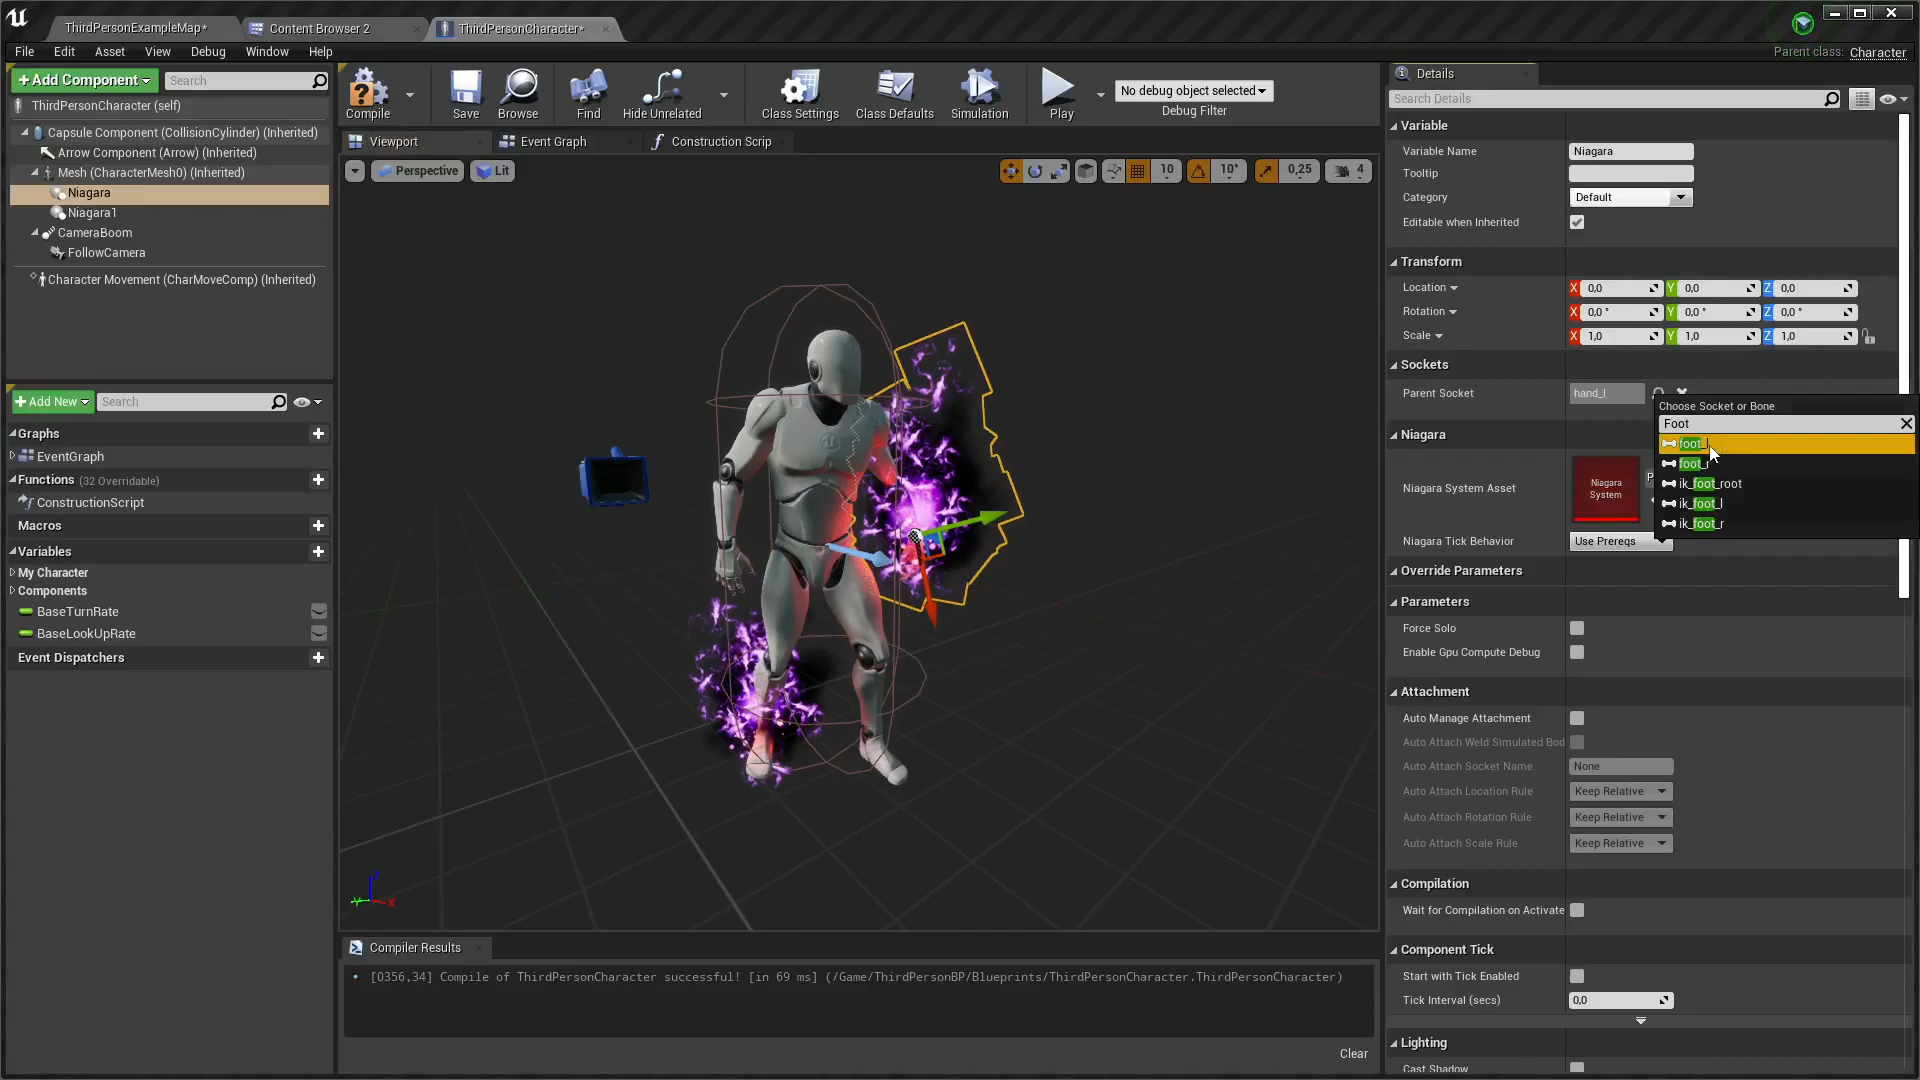 ThirdPersonExampleMap*
Content Browser 2
ThirdPersonCharacter*
File Edit Asset View Debug Window Help
Parent class: Character
+ Add Component
Search
ThirdPersonCharacter (self)
Capsule Component (CollisionCylinder) (Inherited)
Arrow Component (Arrow) (Inherited)
Mesh (CharacterMesh0) (Inherited)
Niagara
Niagara1
CameraBoom
FollowCamera
Character Movement (CharMoveComp) (Inherited)
+ Add New
Search
Graphs
EventGraph
Functions (32 Overridable)
ConstructionScript
Macros
Variables
My Character
Components
BaseTurnRate
BaseLookUpRate
Event Dispatchers
Compile
Save
Browse
Find
Hide Unrelated
Class Settings
Class Defaults
Simulation
Play
No debug object selected
Debug Filter
Viewport
Event Graph
Construction Scrip
Perspective
Lit
10
10°
0,25
4
Z
Y
X
Compiler Results
• [0356,34] Compile of ThirdPersonCharacter successful! [in 69 ms] (/Game/ThirdPersonBP/Blueprints/ThirdPersonCharacter.ThirdPersonCharacter)
Clear
Details
Search Details
Variable
Variable Name Niagara
Tooltip
Category Default
Editable when Inherited
Transform
Location X 0,0 Y 0,0 Z 0,0
Rotation X 0,0 ° Y 0,0 ° Z 0,0 °
Scale X 1,0 Y 1,0 Z 1,0
Sockets
Parent Socket hand_l
Choose Socket or Bone
Foot
foot_l
foot_r
ik_foot_root
ik_foot_l
ik_foot_r
Niagara
Niagara System Asset
Niagara
System
Niagara Tick Behavior Use Prereqs
Override Parameters
Parameters
Force Solo
Enable Gpu Compute Debug
Attachment
Auto Manage Attachment
Auto Attach Weld Simulated Bod
Auto Attach Socket Name None
Auto Attach Location Rule Keep Relative
Auto Attach Rotation Rule Keep Relative
Auto Attach Scale Rule Keep Relative
Compilation
Wait for Compilation on Activate
Component Tick
Start with Tick Enabled
Tick Interval (secs) 0,0
Lighting
Cast Shadow